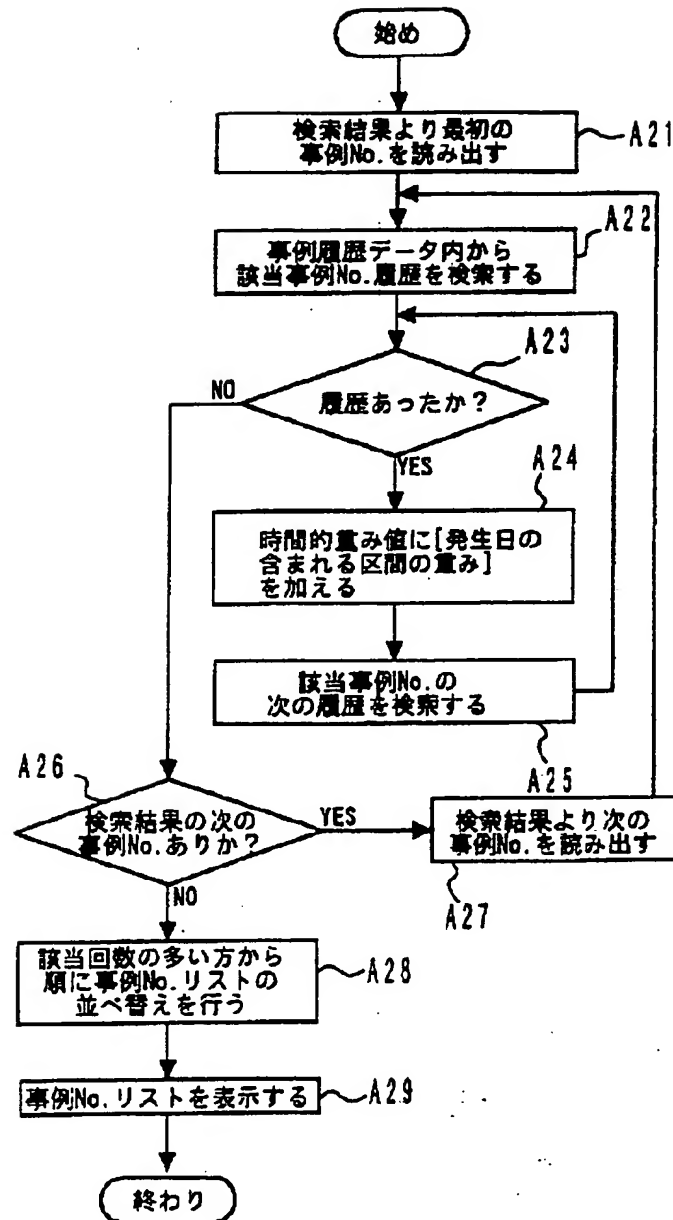 始め
検索結果より最初の
事例No.を読み出す
A21
A22
事例履歴データ内から
該当事例No.履歴を検索する
A23
NO
履歴あったか？
YES
A24
時間的重み値に[発生日の
含まれる区間の重み]
を加える
該当事例No.の
次の履歴を検索する
A25
A26
検索結果の次の
事例No.ありか？
YES
検索結果より次の
事例No.を読み出す
A27
NO
該当回数の多い方から
順に事例No.リストの
並べ替えを行う
A28
事例No.リストを表示する
A29
終わり